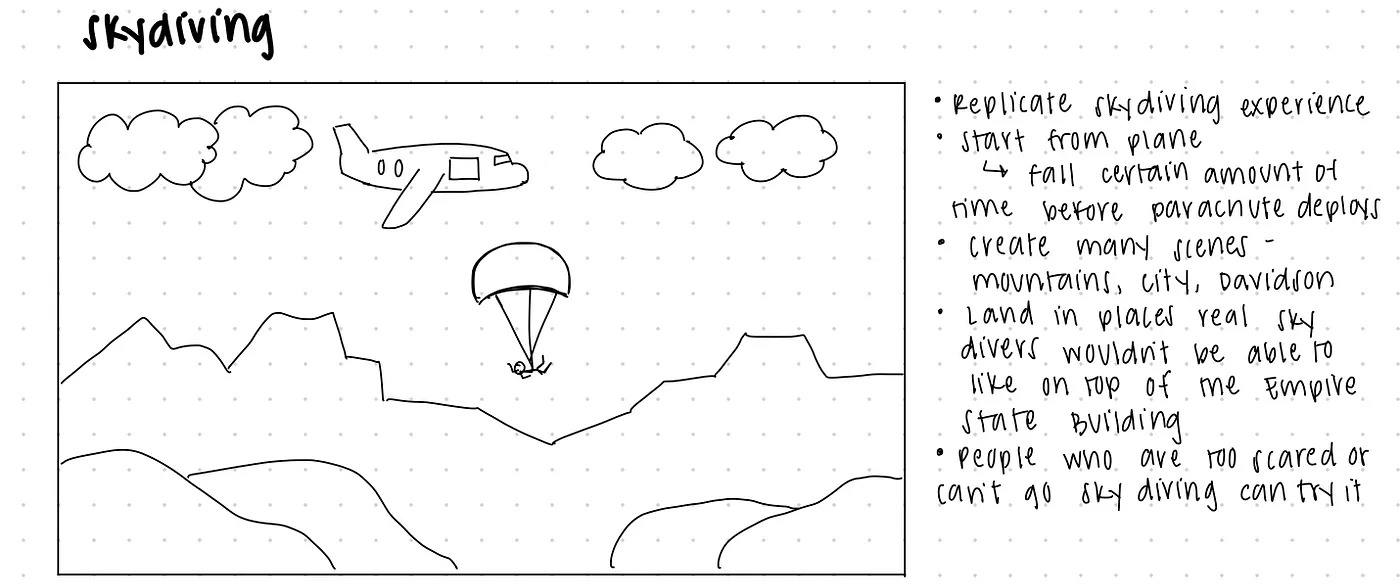 skydiving
• Replicate skydiving experience
• start from plane
↳ fall certain amount of
time before parachute deploys
• create many scenes -
mountains, city, Davidson
• Land in places real sky
divers wouldn't be able to
like on top of the Empire
State Building
• People who are too scared or
can't go sky diving can try it